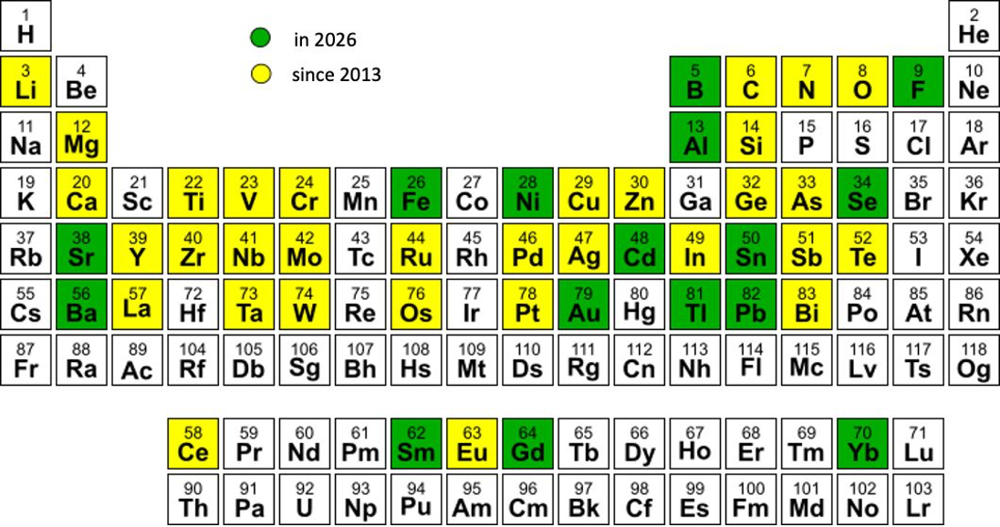 1 2
H He
in 2026
since 2013
3 4 5 6 7 8 9 10
Li Be B C N O F Ne
11 12 13 14 15 16 17 18
Na Mg Al Si P S Cl Ar
19 20 21 22 23 24 25 26 27 28 29 30 31 32 33 34 35 36
K Ca Sc Ti V Cr Mn Fe Co Ni Cu Zn Ga Ge As Se Br Kr
37 38 39 40 41 42 43 44 45 46 47 48 49 50 51 52 53 54
Rb Sr Y Zr Nb Mo Tc Ru Rh Pd Ag Cd In Sn Sb Te I Xe
55 56 57 72 73 74 75 76 77 78 79 80 81 82 83 84 85 86
Cs Ba La Hf Ta W Re Os Ir Pt Au Hg Tl Pb Bi Po At Rn
87 88 89 104 105 106 107 108 109 110 111 112 113 114 115 116 117 118
Fr Ra Ac Rf Db Sg Bh Hs Mt Ds Rg Cn Nh Fl Mc Lv Ts Og
58 59 60 61 62 63 64 65 66 67 68 69 70 71
Ce Pr Nd Pm Sm Eu Gd Tb Dy Ho Er Tm Yb Lu
90 91 92 93 94 95 96 97 98 99 100 101 102 103
Th Pa U Np Pu Am Cm Bk Cf Es Fm Md No Lr